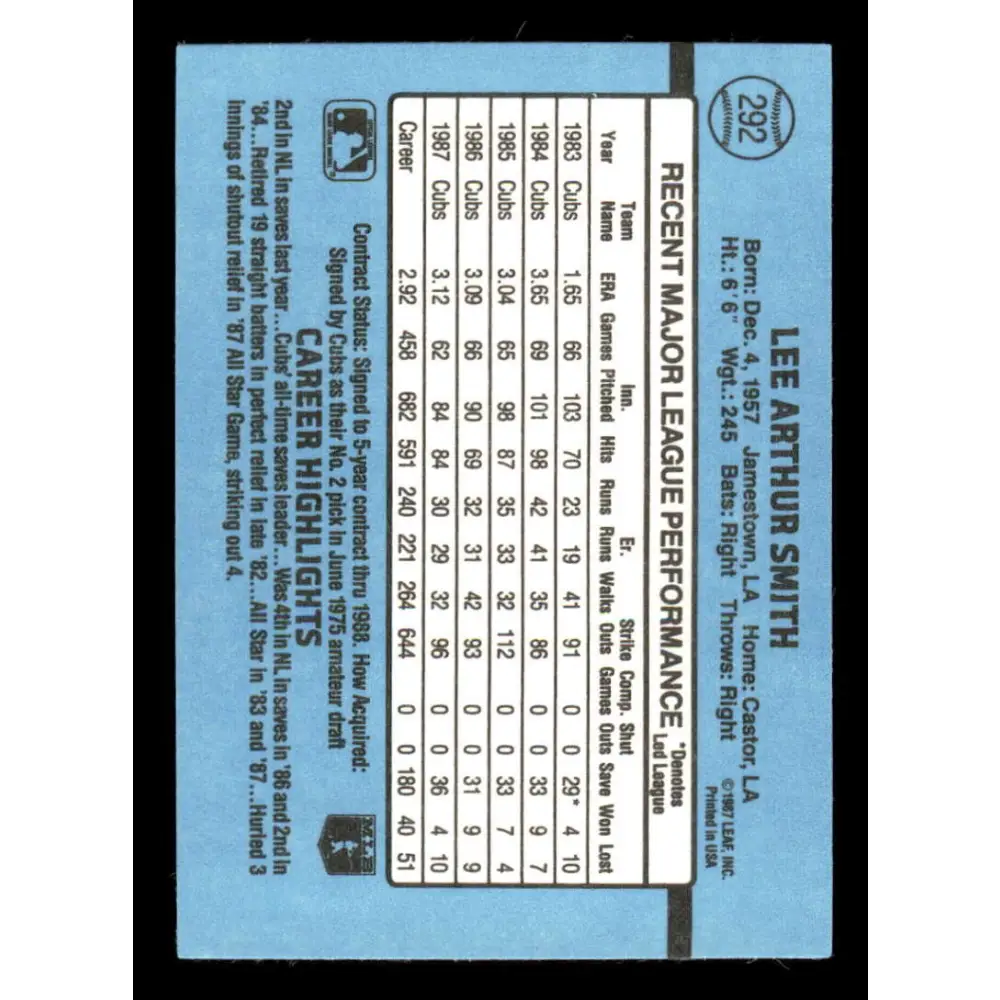 292
LEE ARTHUR SMITH
Born: Dec. 4, 1957 Jamestown, LA Home: Castor, LA
Ht.: 6'6" Wgt.: 245 Bats: Right Throws: Right
©1987 LEAF, INC.
Printed in USA
RECENT MAJOR LEAGUE PERFORMANCE *Denotes Led League
Year Team Name ERA Games Inn. Pitched Hits Runs Er. Runs Walks Strike Outs Comp. Games Shut Outs Save Won Lost
1983 Cubs 1.65 66 103 70 23 19 41 91 0 0 29* 4 10
1984 Cubs 3.65 69 101 98 42 41 35 86 0 0 33 9 7
1985 Cubs 3.04 65 98 87 35 33 32 112 0 0 33 7 4
1986 Cubs 3.09 66 90 69 32 31 42 93 0 0 31 9 9
1987 Cubs 3.12 62 84 84 30 29 32 96 0 0 36 4 10
Career 2.92 458 682 591 240 221 264 644 0 0 180 40 51
Contract Status: Signed to 5-year contract thru 1988. How Acquired:
Signed by Cubs as their No. 2 pick in June 1975 amateur draft
MLB
CAREER HIGHLIGHTS
2nd in NL in saves last year...Cubs' all-time saves leader...Was 4th in NL in saves in '86 and 2nd in
'84...Retired 19 straight batters in perfect relief in late '82...All Star in '83 and '87...Hurled 3
innings of shutout relief in '87 All Star Game, striking out 4.